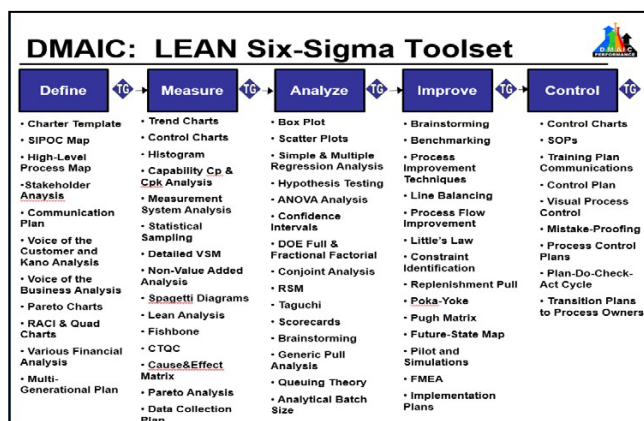 DMAIC: LEAN Six-Sigma Toolset
DMAIC
PERFORMANCE
Define
TG
Measure
TG
Analyze
TG
Improve
TG
Control
TG
• Charter Template
• SIPOC Map
• High-Level
Process Map
•Stakeholder
Anaysis
• Communication
Plan
• Voice of the
Customer and
Kano Analysis
• Voice of the
Business Analysis
• Pareto Charts
• RACI & Quad
Charts
• Various Financial
Analysis
• Multi-
Generational Plan
• Trend Charts
• Control Charts
• Histogram
• Capability Cp &
Cpk Analysis
• Measurement
System Analysis
• Statistical
Sampling
• Detailed VSM
• Non-Value Added
Analysis
• Spagetti Diagrams
• Lean Analysis
• Fishbone
• CTQC
• Cause&Effect
Matrix
• Pareto Analysis
• Data Collection
Plan
• Box Plot
• Scatter Plots
• Simple & Multiple
Regression Analysis
• Hypothesis Testing
• ANOVA Analysis
• Confidence
Intervals
• DOE Full &
Fractional Factorial
• Conjoint Analysis
• RSM
• Taguchi
• Scorecards
• Brainstorming
• Generic Pull
Analysis
• Queuing Theory
• Analytical Batch
Size
• Brainstorming
• Benchmarking
• Process
Improvement
Techniques
• Line Balancing
• Process Flow
Improvement
• Little's Law
• Constraint
Identification
• Replenishment Pull
• Poka-Yoke
• Pugh Matrix
• Future-State Map
• Pilot and
Simulations
• FMEA
• Implementation
Plans
• Control Charts
• SOPs
• Training Plan
Communications
• Control Plan
• Visual Process
Control
• Mistake-Proofing
• Process Control
Plans
• Plan-Do-Check-
Act Cycle
• Transition Plans
to Process Owners